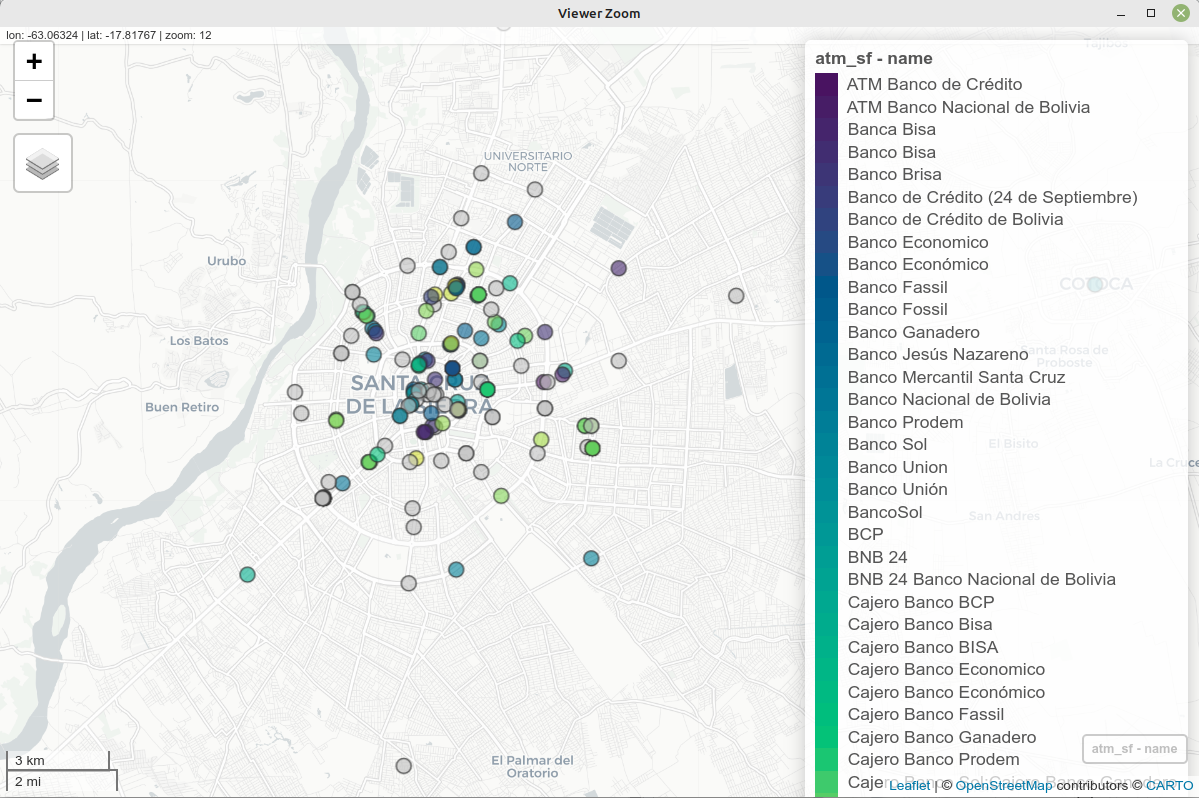 Viewer Zoom
lon: -63.06324 | lat: -17.81767 | zoom: 12
+
−
Tajibos
UNIVERSITARIO
NORTE
Urubo
Los Batos
Buen Retiro
SANTA CRUZ
DE LA SIERRA
El Palmar del
Oratorio
COTOCA
Santa Rosa de
Proboste
El Bisito
La Cruce
San Andres
atm_sf - name
ATM Banco de Crédito
ATM Banco Nacional de Bolivia
Banca Bisa
Banco Bisa
Banco Brisa
Banco de Crédito (24 de Septiembre)
Banco de Crédito de Bolivia
Banco Economico
Banco Económico
Banco Fassil
Banco Fossil
Banco Ganadero
Banco Jesús Nazareno
Banco Mercantil Santa Cruz
Banco Nacional de Bolivia
Banco Prodem
Banco Sol
Banco Union
Banco Unión
BancoSol
BCP
BNB 24
BNB 24 Banco Nacional de Bolivia
Cajero Banco BCP
Cajero Banco Bisa
Cajero Banco BISA
Cajero Banco Economico
Cajero Banco Económico
Cajero Banco Fassil
Cajero Banco Ganadero
Cajero Banco Prodem
Cajero Banco Sol;Cajero Banco Ganadero
atm_sf - name
3 km
2 mi
Leaflet | © OpenStreetMap contributors © CARTO